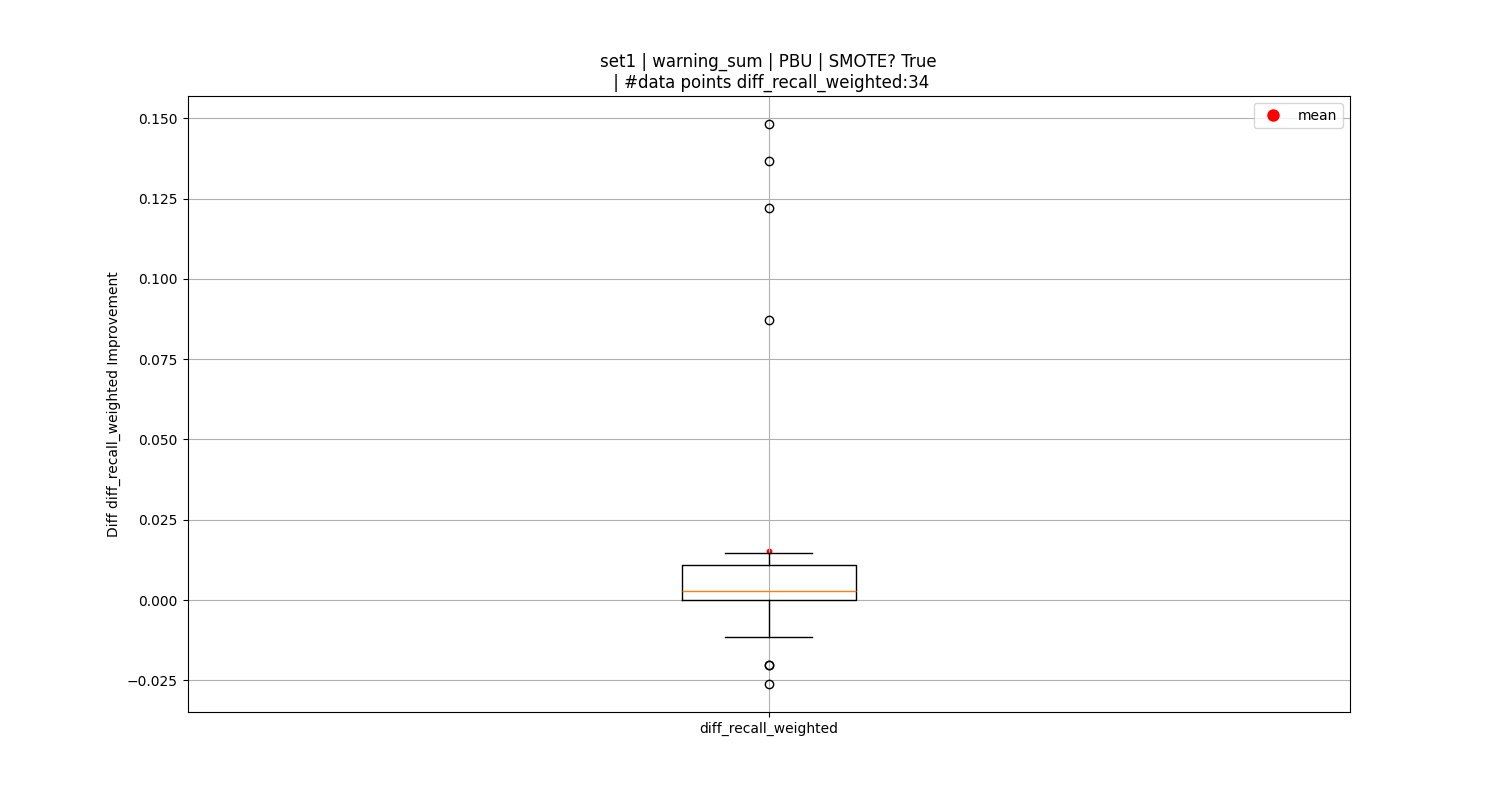 set1 | warning_sum | PBU | SMOTE? True
| #data points diff_recall_weighted:34
mean
0.150
0.125
0.100
0.075
0.050
0.025
0.000
−0.025
Diff diff_recall_weighted Improvement
diff_recall_weighted